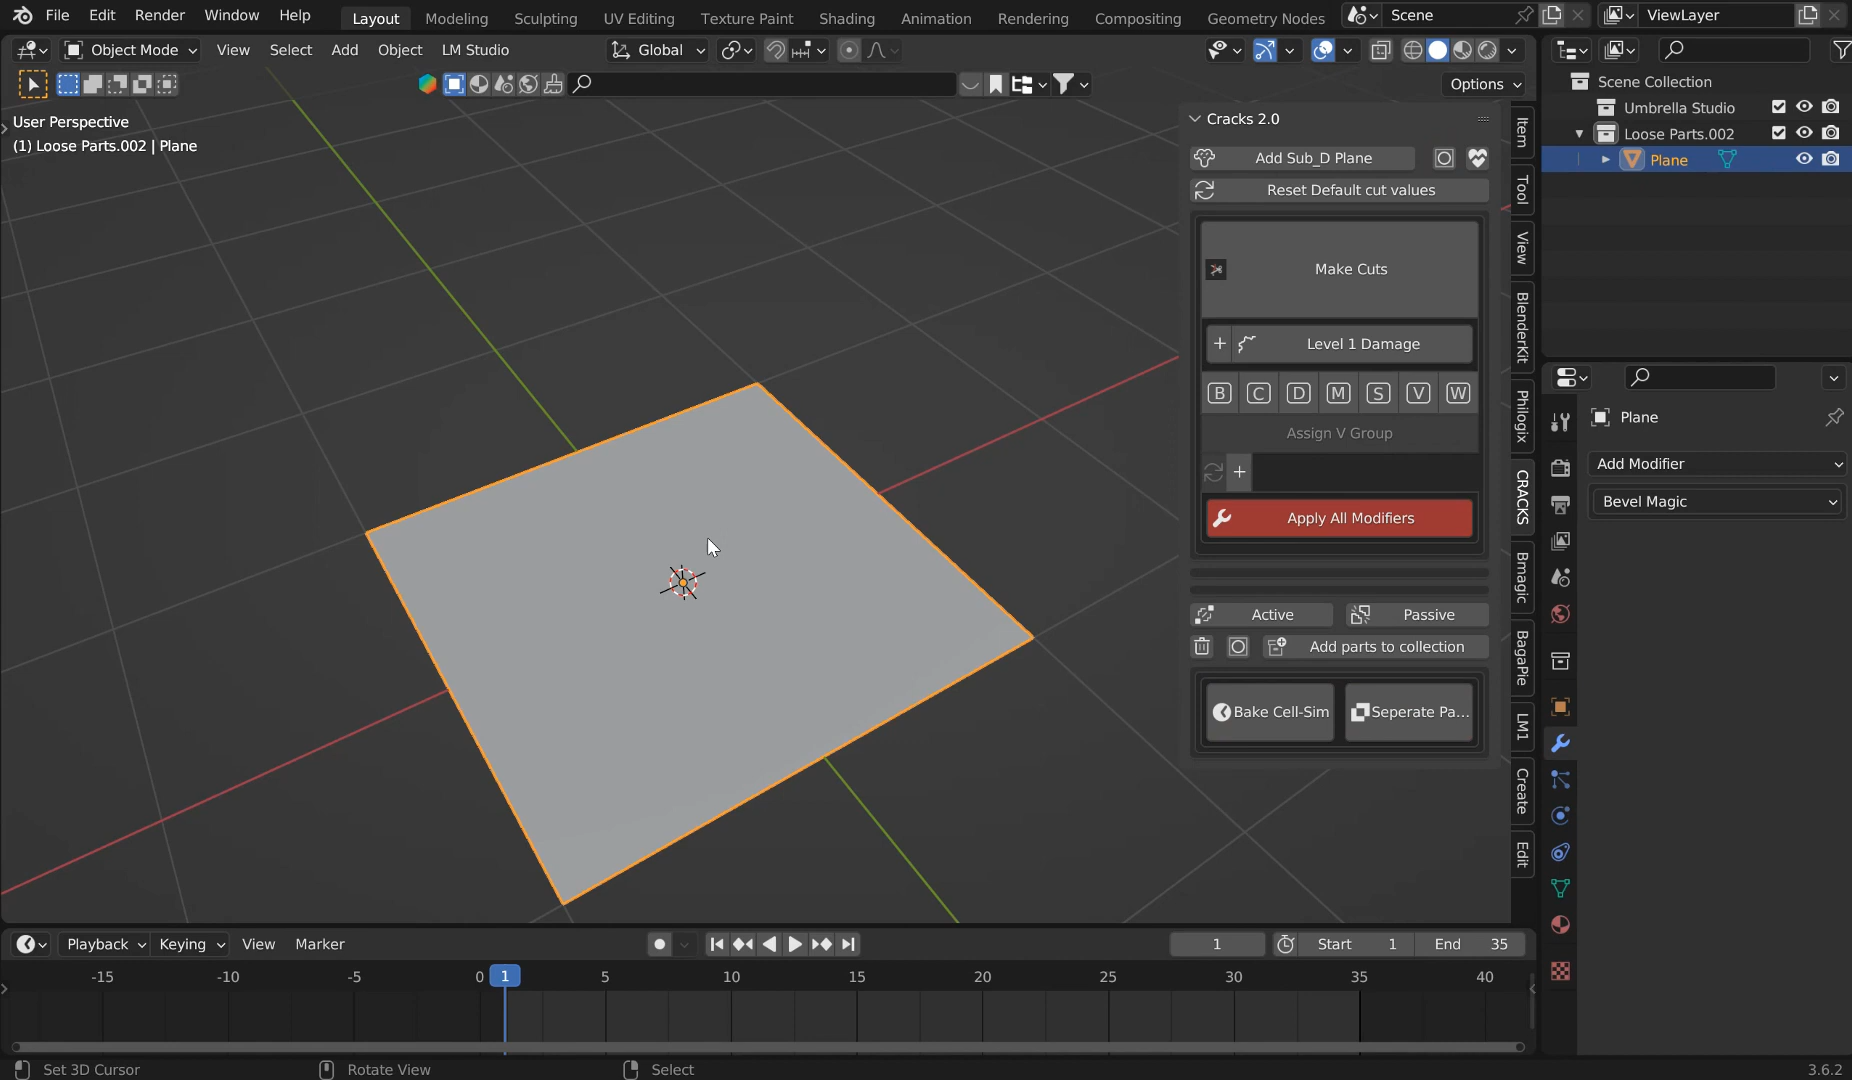 File Edit Render Window Help Layout Modeling Sculpting UV Editing Texture Paint Shading Animation Rendering Compositing Geometry Nodes Scene ViewLayer
Object Mode View Select Add Object LM Studio Global
Options
User Perspective
(1) Loose Parts.002 | Plane
Cracks 2.0
Add Sub_D Plane
Reset Default cut values
Make Cuts
Level 1 Damage
B C D M S V W
Assign V Group
Apply All Modifiers
Active Passive
Add parts to collection
Bake Cell-Sim Seperate Pa...
Item
Tool
View
BlenderKit
Philogix
CRACKS
Bmagic
BagaPie
LM1
Create
Edit
Scene Collection
Umbrella Studio
Loose Parts.002
Plane
Plane
Add Modifier
Bevel Magic
Playback Keying View Marker 1 Start 1 End 35
-15 -10 -5 0 1 5 10 15 20 25 30 35 40
Set 3D Cursor Rotate View Select 3.6.2